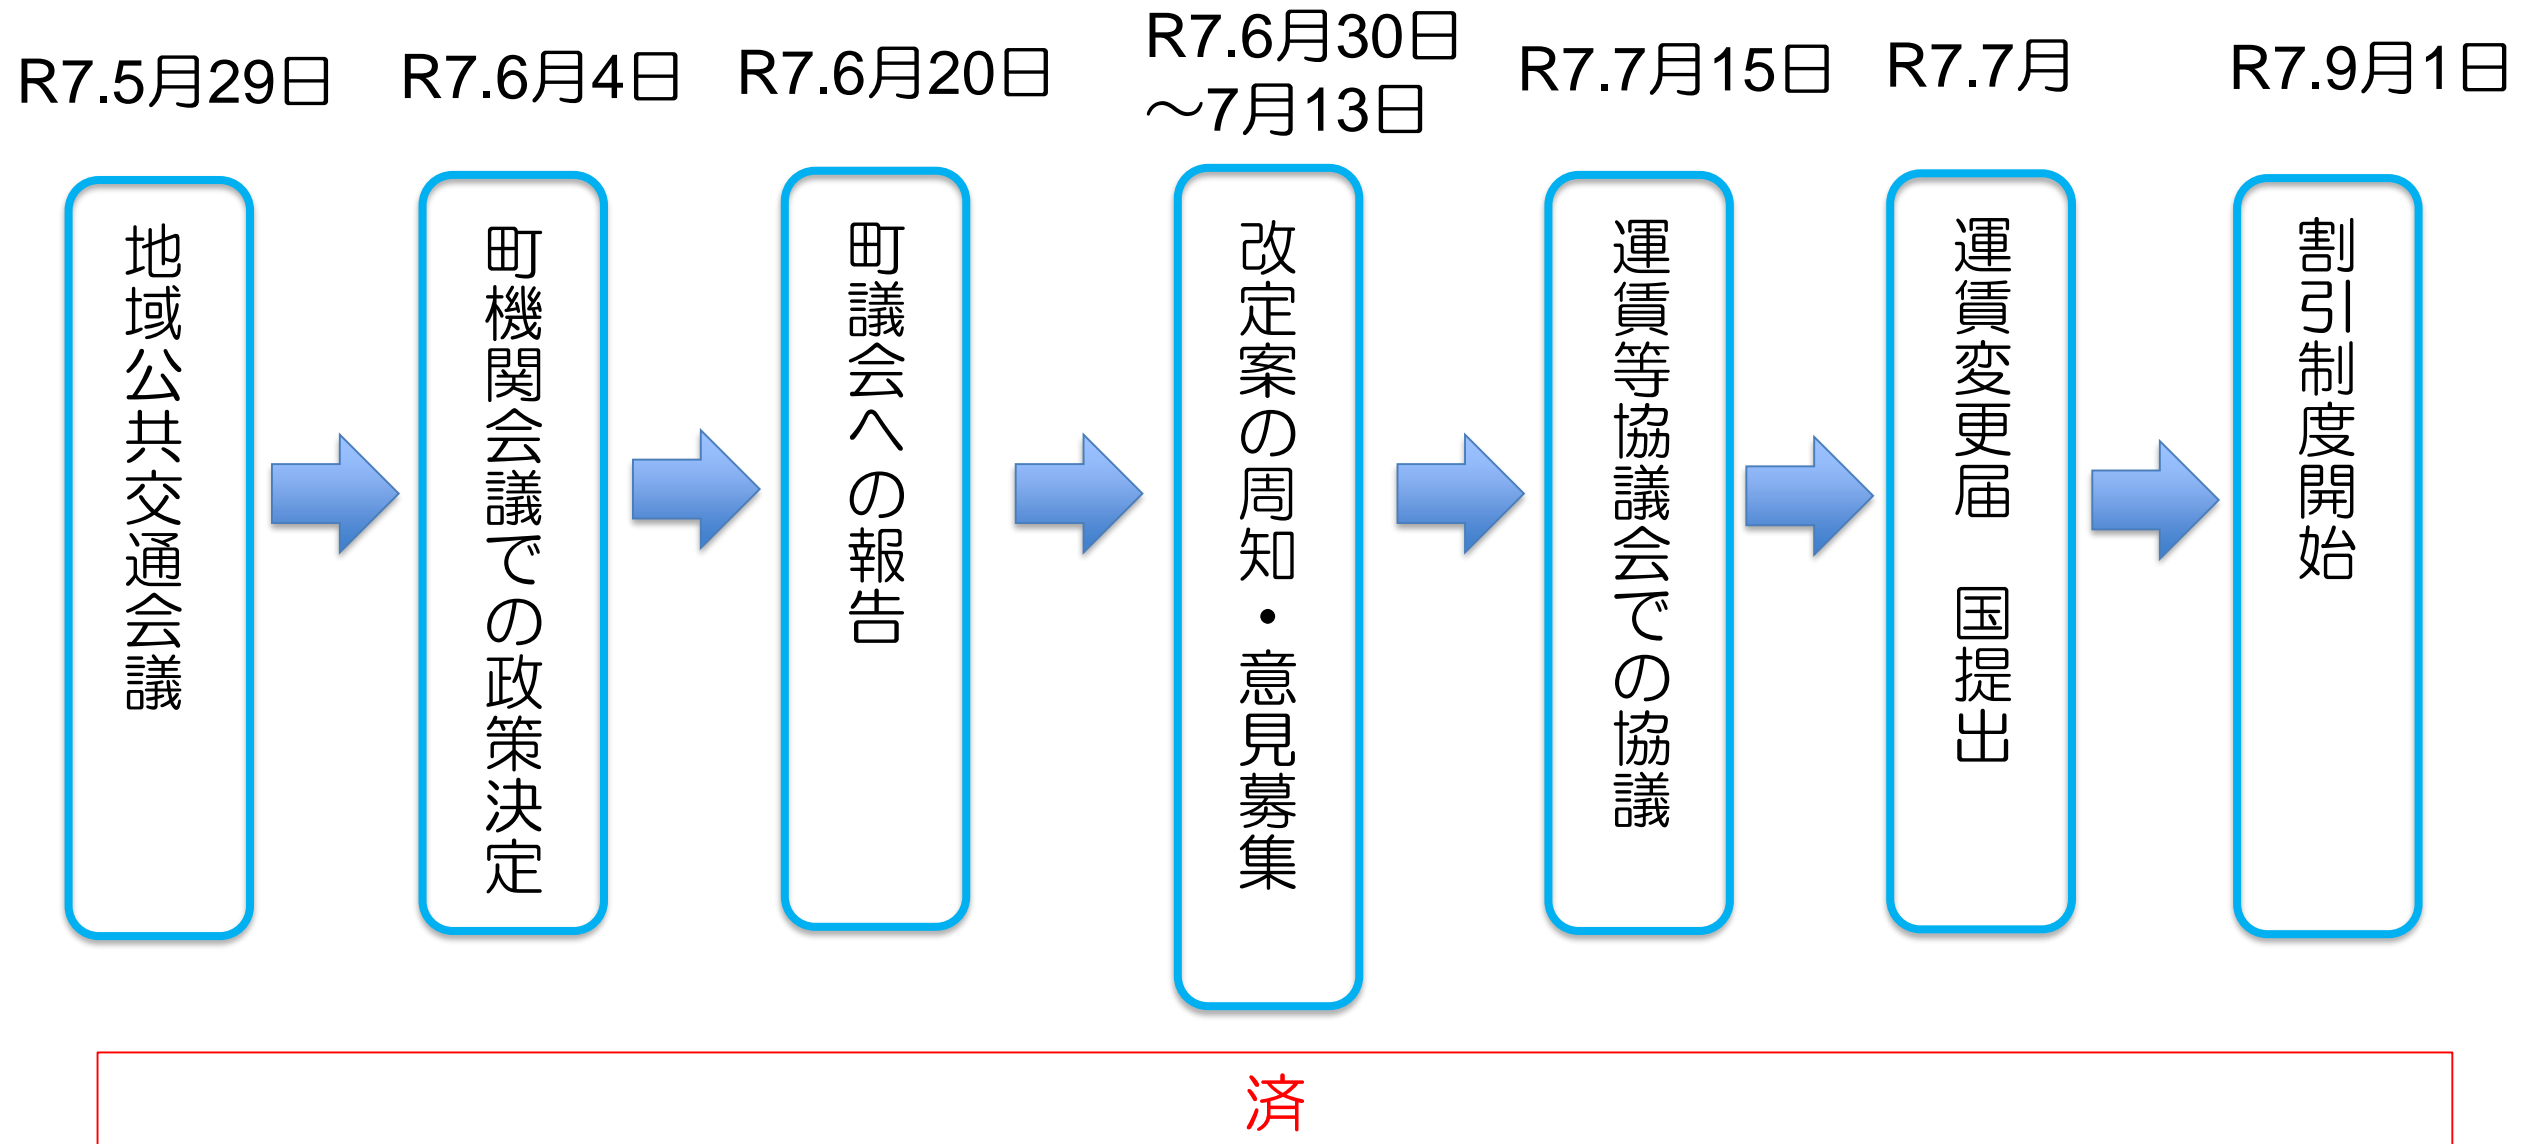 R7.5月29日
地域公共交通会議
R7.6月4日
町機関会議での政策決定
R7.6月20日
町議会への報告
R7.6月30日
～7月13日
改定案の周知・意見募集
R7.7月15日
運賃等協議会での協議
R7.7月
運賃変更届　国提出
R7.9月1日
割引制度開始
済